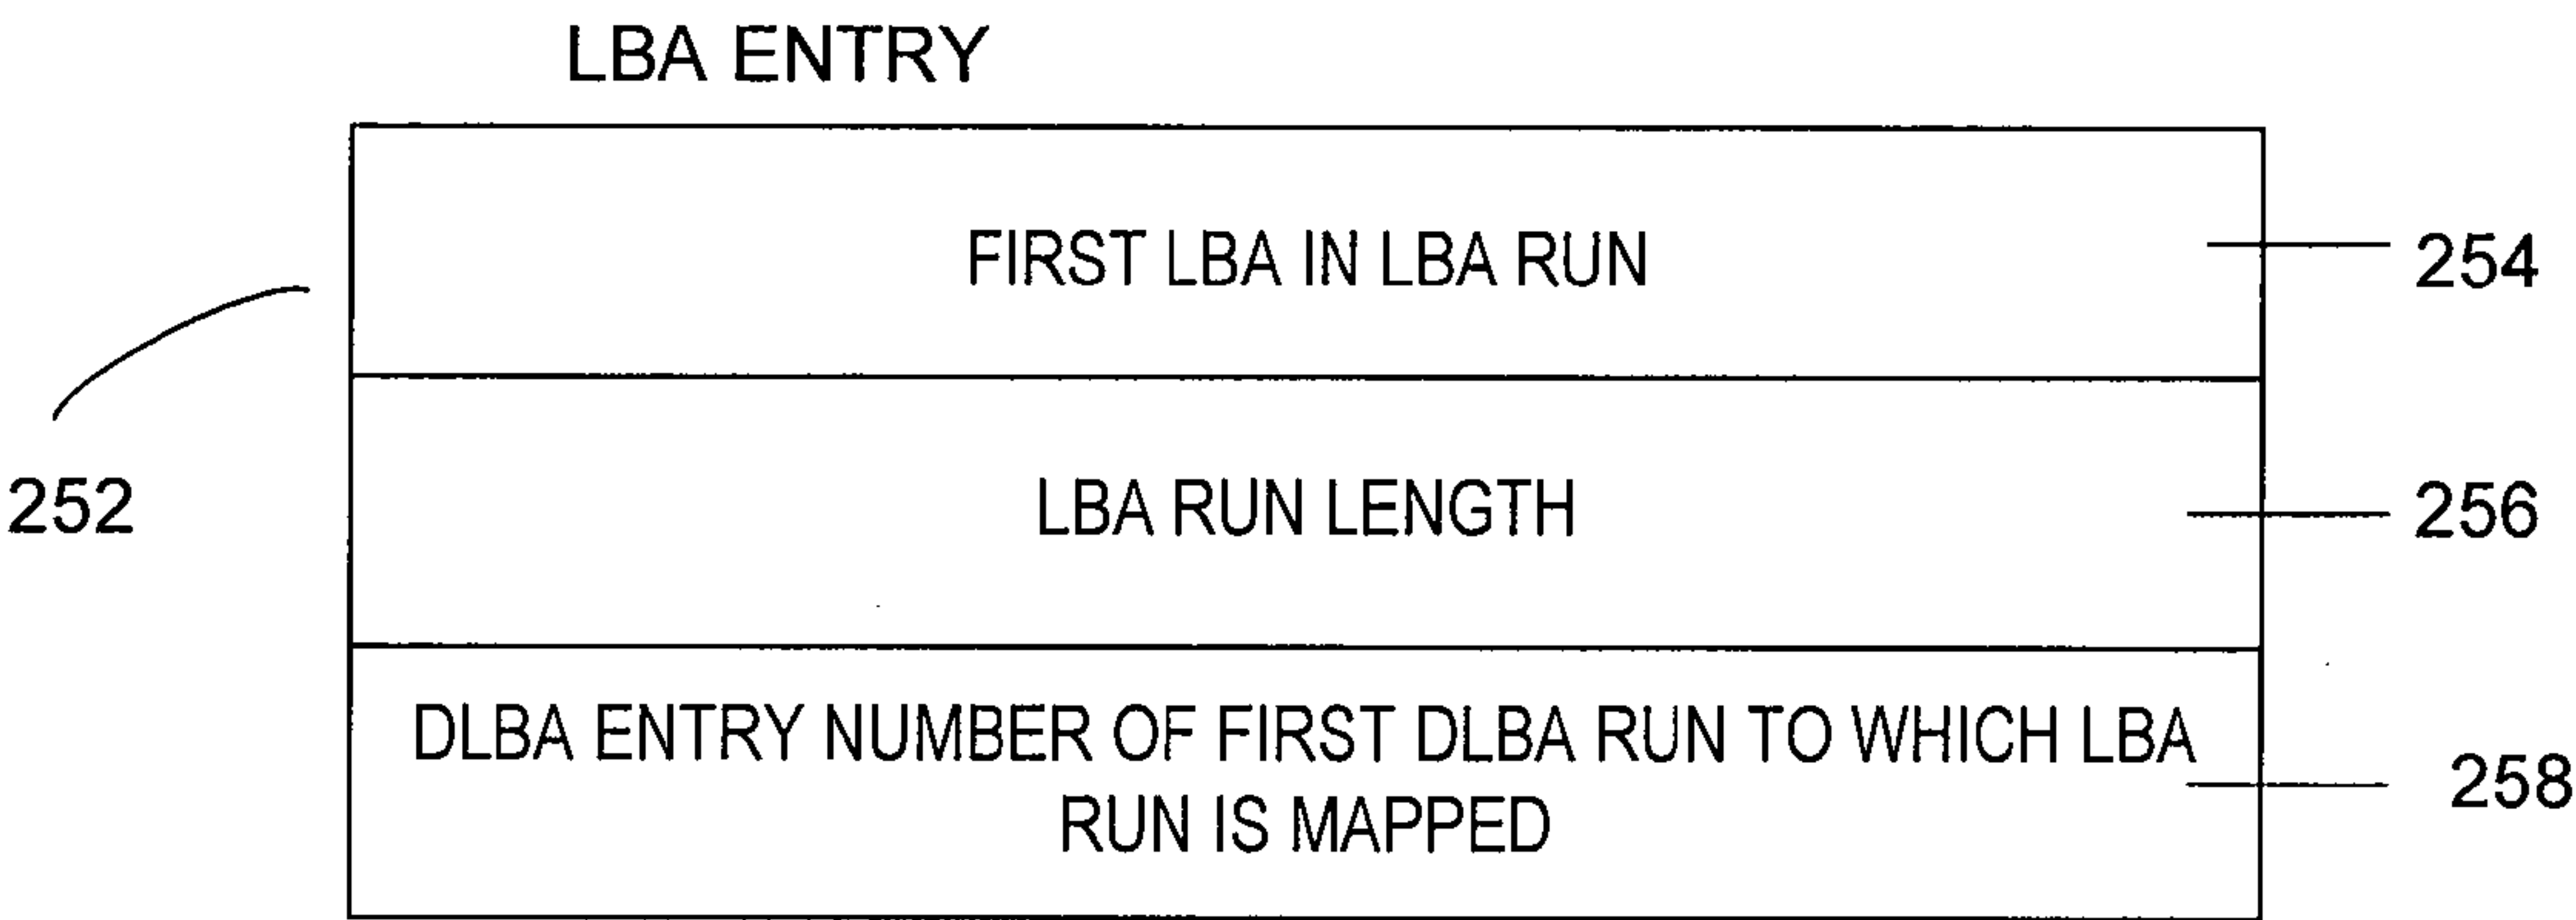 LBA ENTRY
FIRST LBA IN LBA RUN
254
252
LBA RUN LENGTH
256
DLBA ENTRY NUMBER OF FIRST DLBA RUN TO WHICH LBA
RUN IS MAPPED
258